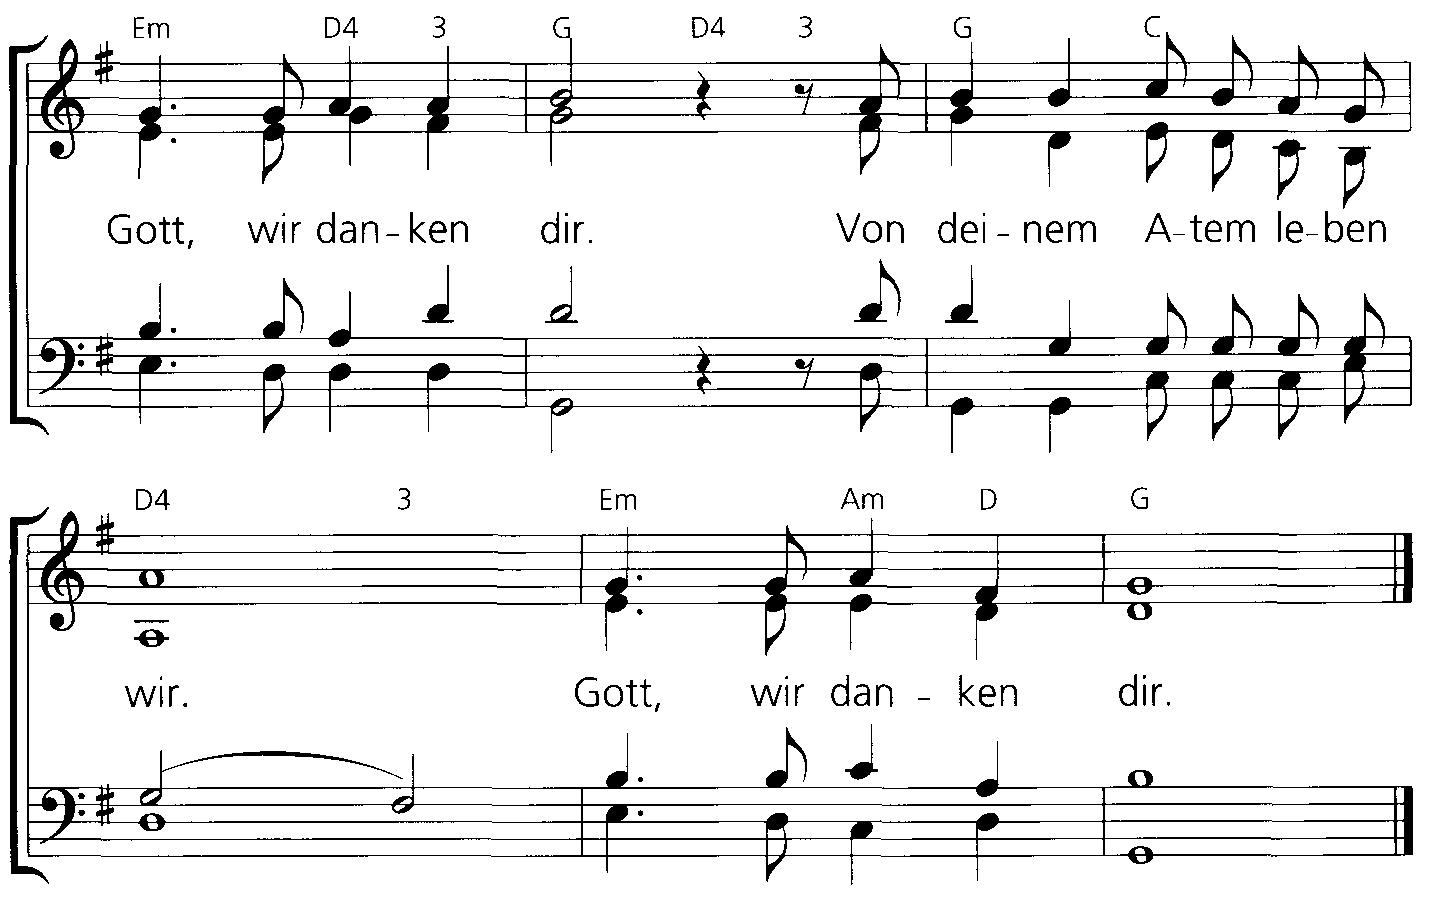 Em D4 3 G D4 3 G C
Gott, wir dan-ken dir. Von dei-nem A-tem le-ben
D4 3 Em Am D G
wir. Gott, wir dan-ken dir.